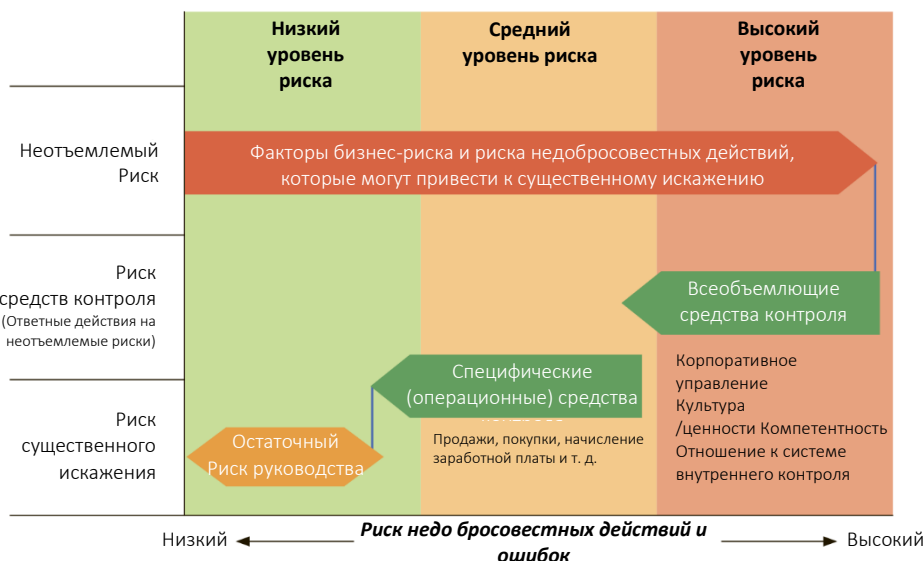 Низкий
уровень
риска
Средний
уровень риска
Высокий
уровень
риска
Неотъемлемый
Риск
Факторы бизнес-риска и риска недобросовестных действий,
которые могут привести к существенному искажению
Риск
средств контроля
(Ответные действия на
неотъемлемые риски)
Всеобъемлющие
средства контроля
Специфические
(операционные) средства
Продажи, покупки, начисление
заработной платы и т. д.
Корпоративное
управление
Культура
/ценности Компетентность
Отношение к системе
внутреннего контроля
Риск
существенного
искажения
Остаточный
Риск руководства
Низкий
Риск недо бросовестных действий и
ошибок
Высокий